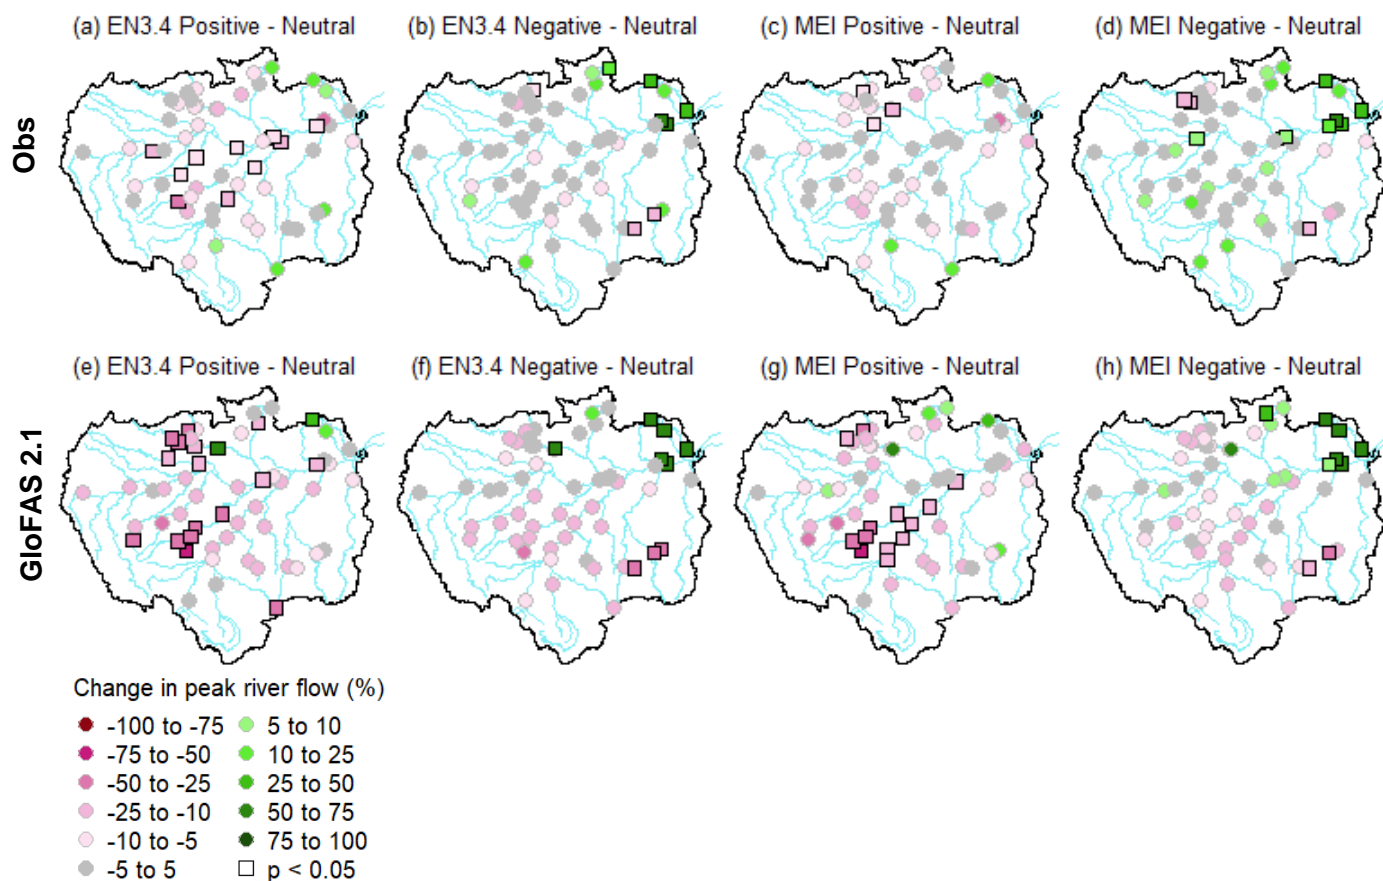 (a) EN3.4 Positive - Neutral
(b) EN3.4 Negative - Neutral
(c) MEI Positive - Neutral
(d) MEI Negative - Neutral
Obs
(e) EN3.4 Positive - Neutral
(f) EN3.4 Negative - Neutral
(g) MEI Positive - Neutral
(h) MEI Negative - Neutral
GloFAS 2.1
Change in peak river flow (%)
-100 to -75
-75 to -50
-50 to -25
-25 to -10
-10 to -5
-5 to 5
5 to 10
10 to 25
25 to 50
50 to 75
75 to 100
p < 0.05